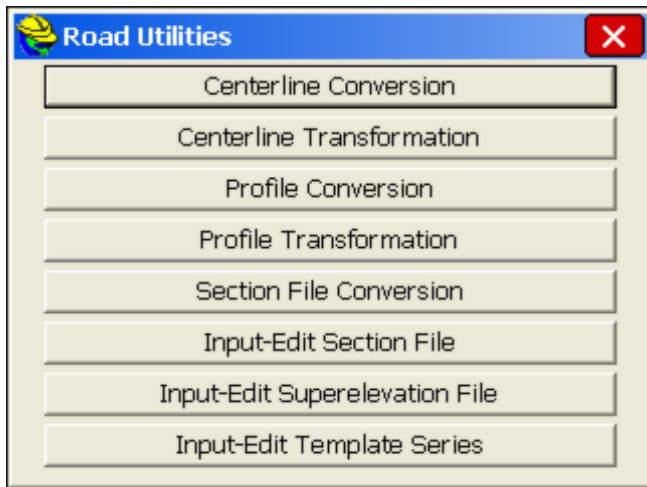 Road Utilities
Centerline Conversion
Centerline Transformation
Profile Conversion
Profile Transformation
Section File Conversion
Input-Edit Section File
Input-Edit Superelevation File
Input-Edit Template Series